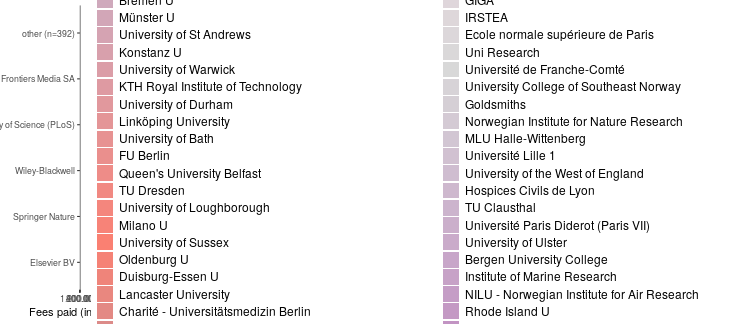 Bremen U
Münster U
University of St Andrews
Konstanz U
University of Warwick
KTH Royal Institute of Technology
University of Durham
Linköping University
University of Bath
FU Berlin
Queen's University Belfast
TU Dresden
University of Loughborough
Milano U
University of Sussex
Oldenburg U
Duisburg-Essen U
Lancaster University
Charité - Universitätsmedizin Berlin
GIGA
IRSTEA
Ecole normale supérieure de Paris
Uni Research
Université de Franche-Comté
University College of Southeast Norway
Goldsmiths
Norwegian Institute for Nature Research
MLU Halle-Wittenberg
Université Lille 1
University of the West of England
Hospices Civils de Lyon
TU Clausthal
Université Paris Diderot (Paris VII)
University of Ulster
Bergen University College
Institute of Marine Research
NILU - Norwegian Institute for Air Research
Rhode Island U
other (n=392)
Frontiers Media SA
y of Science (PLoS)
Wiley-Blackwell
Springer Nature
Elsevier BV
Fees paid (in